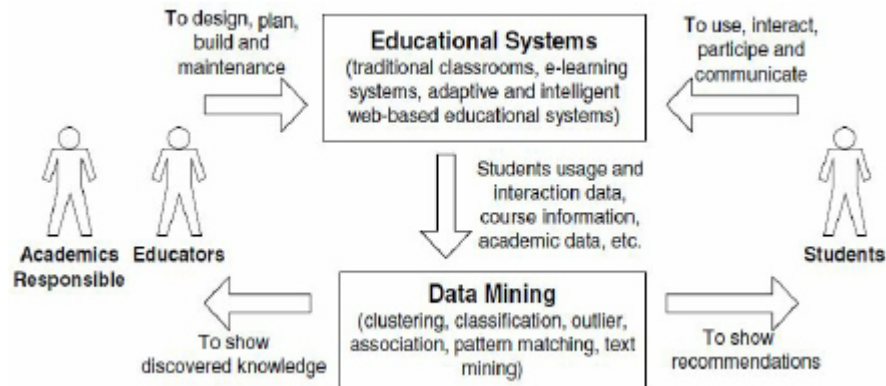 To design, plan,
build and
maintenance
Educational Systems
(traditional classrooms, e-learning
systems, adaptive and intelligent
web-based educational systems)
To use, interact,
participe and
communicate
Academics
Responsible
Educators
Students usage and
interaction data,
course information,
academic data, etc.
Students
Data Mining
(clustering, classification, outlier,
association, pattern matching, text
mining)
To show
discovered knowledge
To show
recommendations